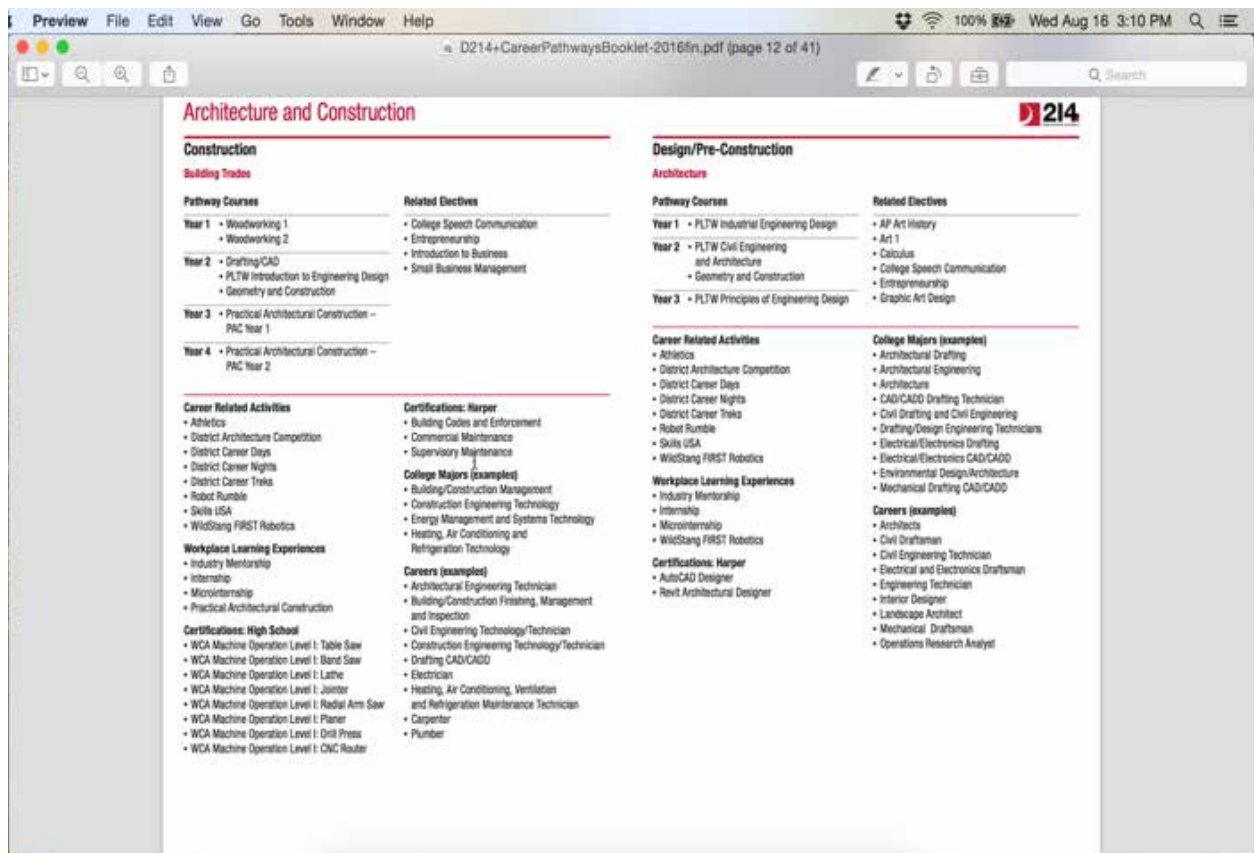 Preview File Edit View Go Tools Window Help 100% Wed Aug 16 3:10 PM
D214+CareerPathwaysBooklet-2016fin.pdf (page 12 of 41)
Search
Architecture and Construction
214
Construction
Building Trades
Pathway Courses
Year 1 • Woodworking 1
• Woodworking 2
Year 2 • Drafting/CAD
• PLTW Introduction to Engineering Design
• Geometry and Construction
Year 3 • Practical Architectural Construction –
PAC Year 1
Year 4 • Practical Architectural Construction –
PAC Year 2
Related Electives
• College Speech Communication
• Entrepreneurship
• Introduction to Business
• Small Business Management
Career Related Activities
• Athletics
• District Architecture Competition
• District Career Days
• District Career Nights
• District Career Treks
• Robot Rumble
• Skills USA
• WildStang FIRST Robotics
Workplace Learning Experiences
• Industry Mentorship
• Internship
• Microinternship
• Practical Architectural Construction
Certifications: High School
• WCA Machine Operation Level I: Table Saw
• WCA Machine Operation Level I: Band Saw
• WCA Machine Operation Level I: Lathe
• WCA Machine Operation Level I: Jointer
• WCA Machine Operation Level I: Radial Arm Saw
• WCA Machine Operation Level I: Planer
• WCA Machine Operation Level I: Drill Press
• WCA Machine Operation Level I: CNC Router
Certifications: Harper
• Building Codes and Enforcement
• Commercial Maintenance
• Supervisory Maintenance
College Majors (examples)
• Building/Construction Management
• Construction Engineering Technology
• Energy Management and Systems Technology
• Heating, Air Conditioning and
Refrigeration Technology
Careers (examples)
• Architectural Engineering Technician
• Building/Construction Finishing, Management
and Inspection
• Civil Engineering Technology/Technician
• Construction Engineering Technology/Technician
• Drafting CAD/CADD
• Electrician
• Heating, Air Conditioning, Ventilation
and Refrigeration Maintenance Technician
• Carpenter
• Plumber
Design/Pre-Construction
Architecture
Pathway Courses
Year 1 • PLTW Industrial Engineering Design
Year 2 • PLTW Civil Engineering
and Architecture
• Geometry and Construction
Year 3 • PLTW Principles of Engineering Design
Related Electives
• AP Art History
• Art 1
• Calculus
• College Speech Communication
• Entrepreneurship
• Graphic Art Design
Career Related Activities
• Athletics
• District Architecture Competition
• District Career Days
• District Career Nights
• District Career Treks
• Robot Rumble
• Skills USA
• WildStang FIRST Robotics
Workplace Learning Experiences
• Industry Mentorship
• Internship
• Microinternship
• WildStang FIRST Robotics
Certifications: Harper
• AutoCAD Designer
• Revit Architectural Designer
College Majors (examples)
• Architectural Drafting
• Architectural Engineering
• Architecture
• CAD/CADD Drafting Technician
• Civil Drafting and Civil Engineering
• Drafting/Design Engineering Technicians
• Electrical/Electronics Drafting
• Electrical/Electronics CAD/CADD
• Environmental Design/Architecture
• Mechanical Drafting CAD/CADD
Careers (examples)
• Architects
• Civil Draftsman
• Civil Engineering Technician
• Electrical and Electronics Draftsman
• Engineering Technician
• Interior Designer
• Landscape Architect
• Mechanical Draftsman
• Operations Research Analyst